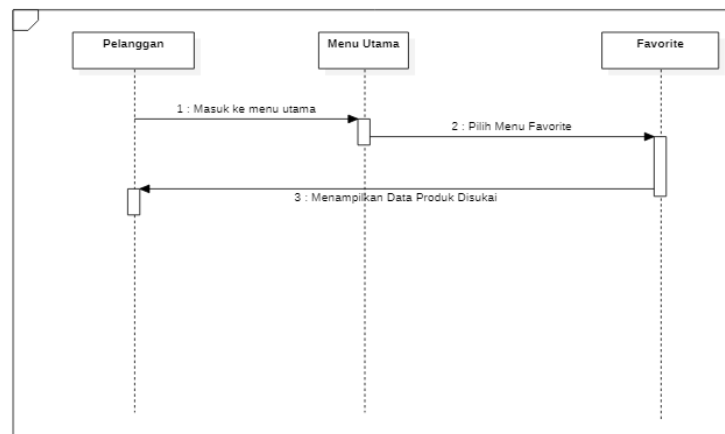 Pelanggan
Menu Utama
Favorite
1 : Masuk ke menu utama
2 : Pilih Menu Favorite
3 : Menampilkan Data Produk Disukai